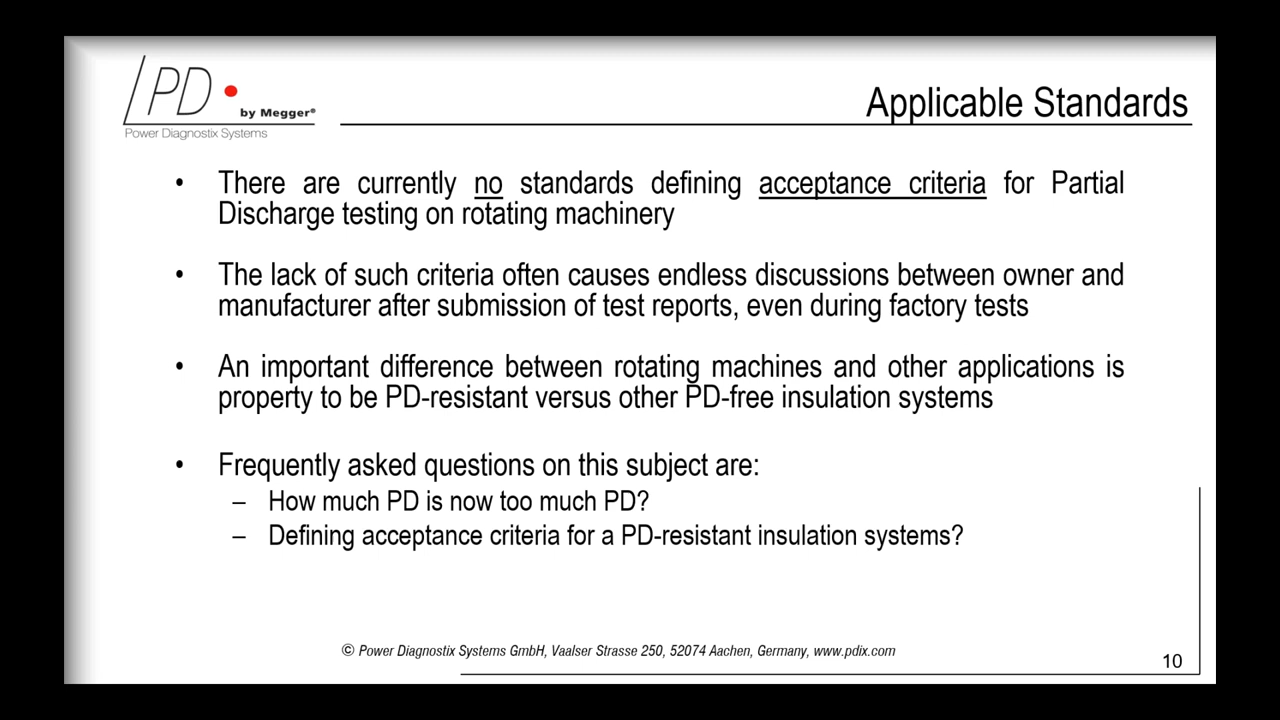 PD
by Megger®
Power Diagnostix Systems
Applicable Standards
• There are currently no standards defining acceptance criteria for Partial
Discharge testing on rotating machinery
• The lack of such criteria often causes endless discussions between owner and
manufacturer after submission of test reports, even during factory tests
• An important difference between rotating machines and other applications is
property to be PD-resistant versus other PD-free insulation systems
• Frequently asked questions on this subject are:
– How much PD is now too much PD?
– Defining acceptance criteria for a PD-resistant insulation systems?
© Power Diagnostix Systems GmbH, Vaalser Strasse 250, 52074 Aachen, Germany, www.pdix.com
10